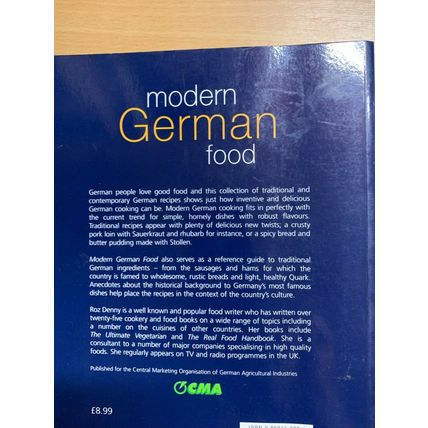 modern
German
food
German people love good food and this collection of traditional and
contemporary German recipes shows just how inventive and delicious
German cooking can be. Modern German cooking fits in perfectly with
the current trend for simple, homely dishes with robust flavours.
Traditional recipes appear with plenty of delicious new twists; a crusty
pork loin with Sauerkraut and rhubarb for instance, or a spicy bread and
butter pudding made with Stollen.
Modern German Food also serves as a reference guide to traditional
German ingredients – from the sausages and hams for which the
country is famed to wholesome, rustic breads and light, healthy Quark.
Anecdotes about the historical background to Germany's most famous
dishes help place the recipes in the context of the country's culture.
Roz Denny is a well known and popular food writer who has written over
twenty-five cookery and food books on a wide range of topics including
a number on the cuisines of other countries. Her books include
The Ultimate Vegetarian and The Real Food Handbook. She is a
consultant to a number of major companies specialising in high quality
foods. She regularly appears on TV and radio programmes in the UK.
Published for the Central Marketing Organisation of German Agricultural Industries
CMA
£8.99